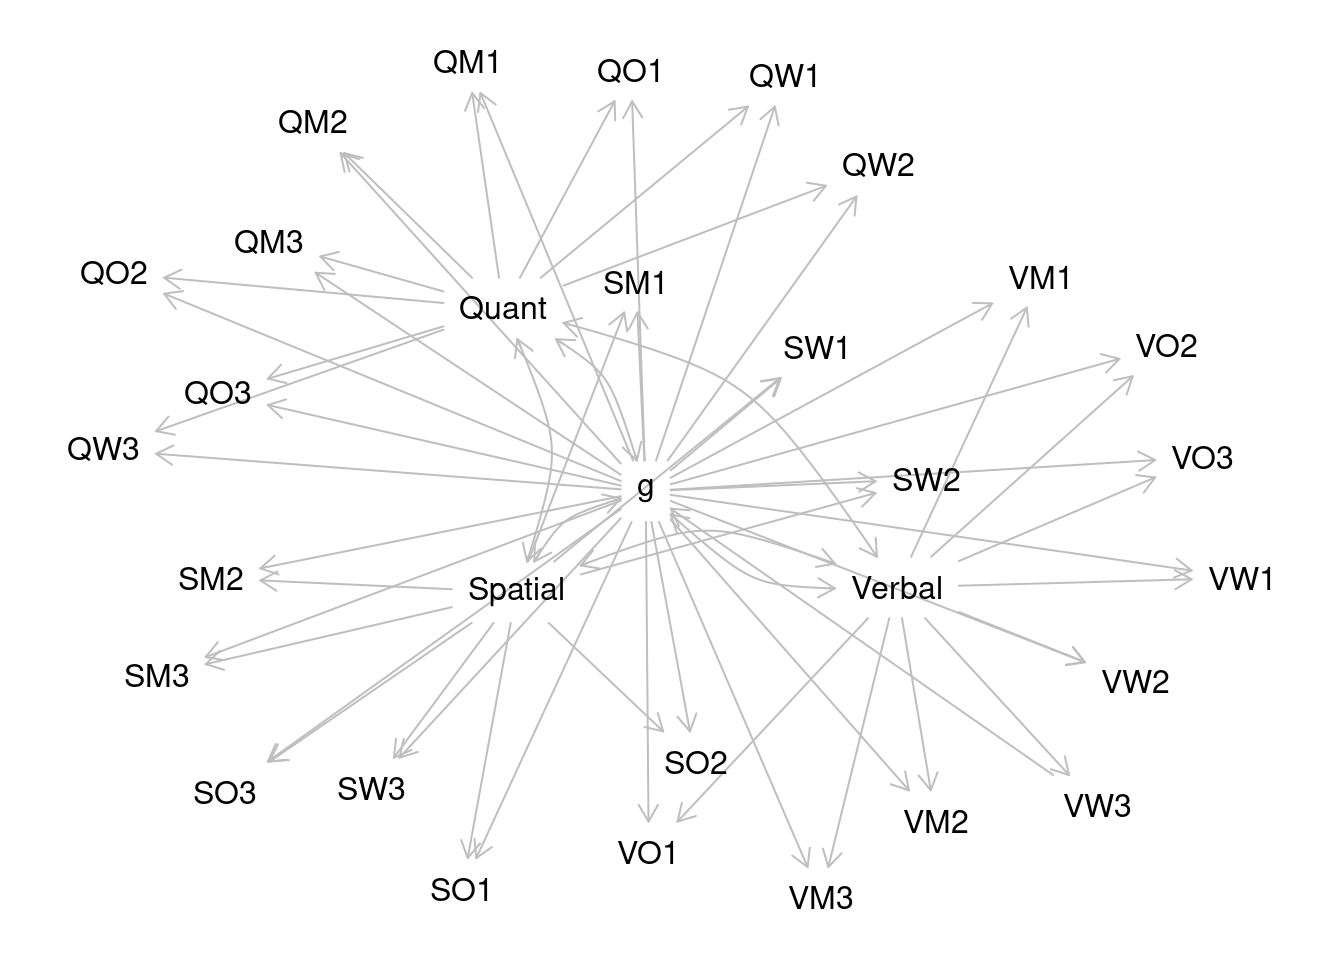 QM1
QO1
QW1
QM2
QW2
QM3
QO2
SM1
VM1
Quant
SW1
VO2
QO3
QW3
VO3
SW2
g
SM2
Spatial
Verbal
VW1
SM3
VW2
SO2
SO3
SW3
VW3
VM2
VO1
SO1
VM3